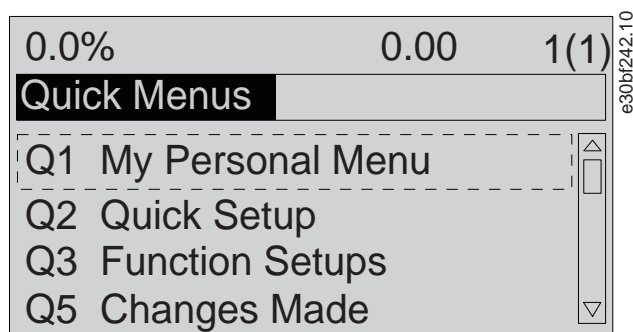 0.0% 0.00 1(1)
Quick Menus
Q1 My Personal Menu
Q2 Quick Setup
Q3 Function Setups
Q5 Changes Made
e30bf242.10